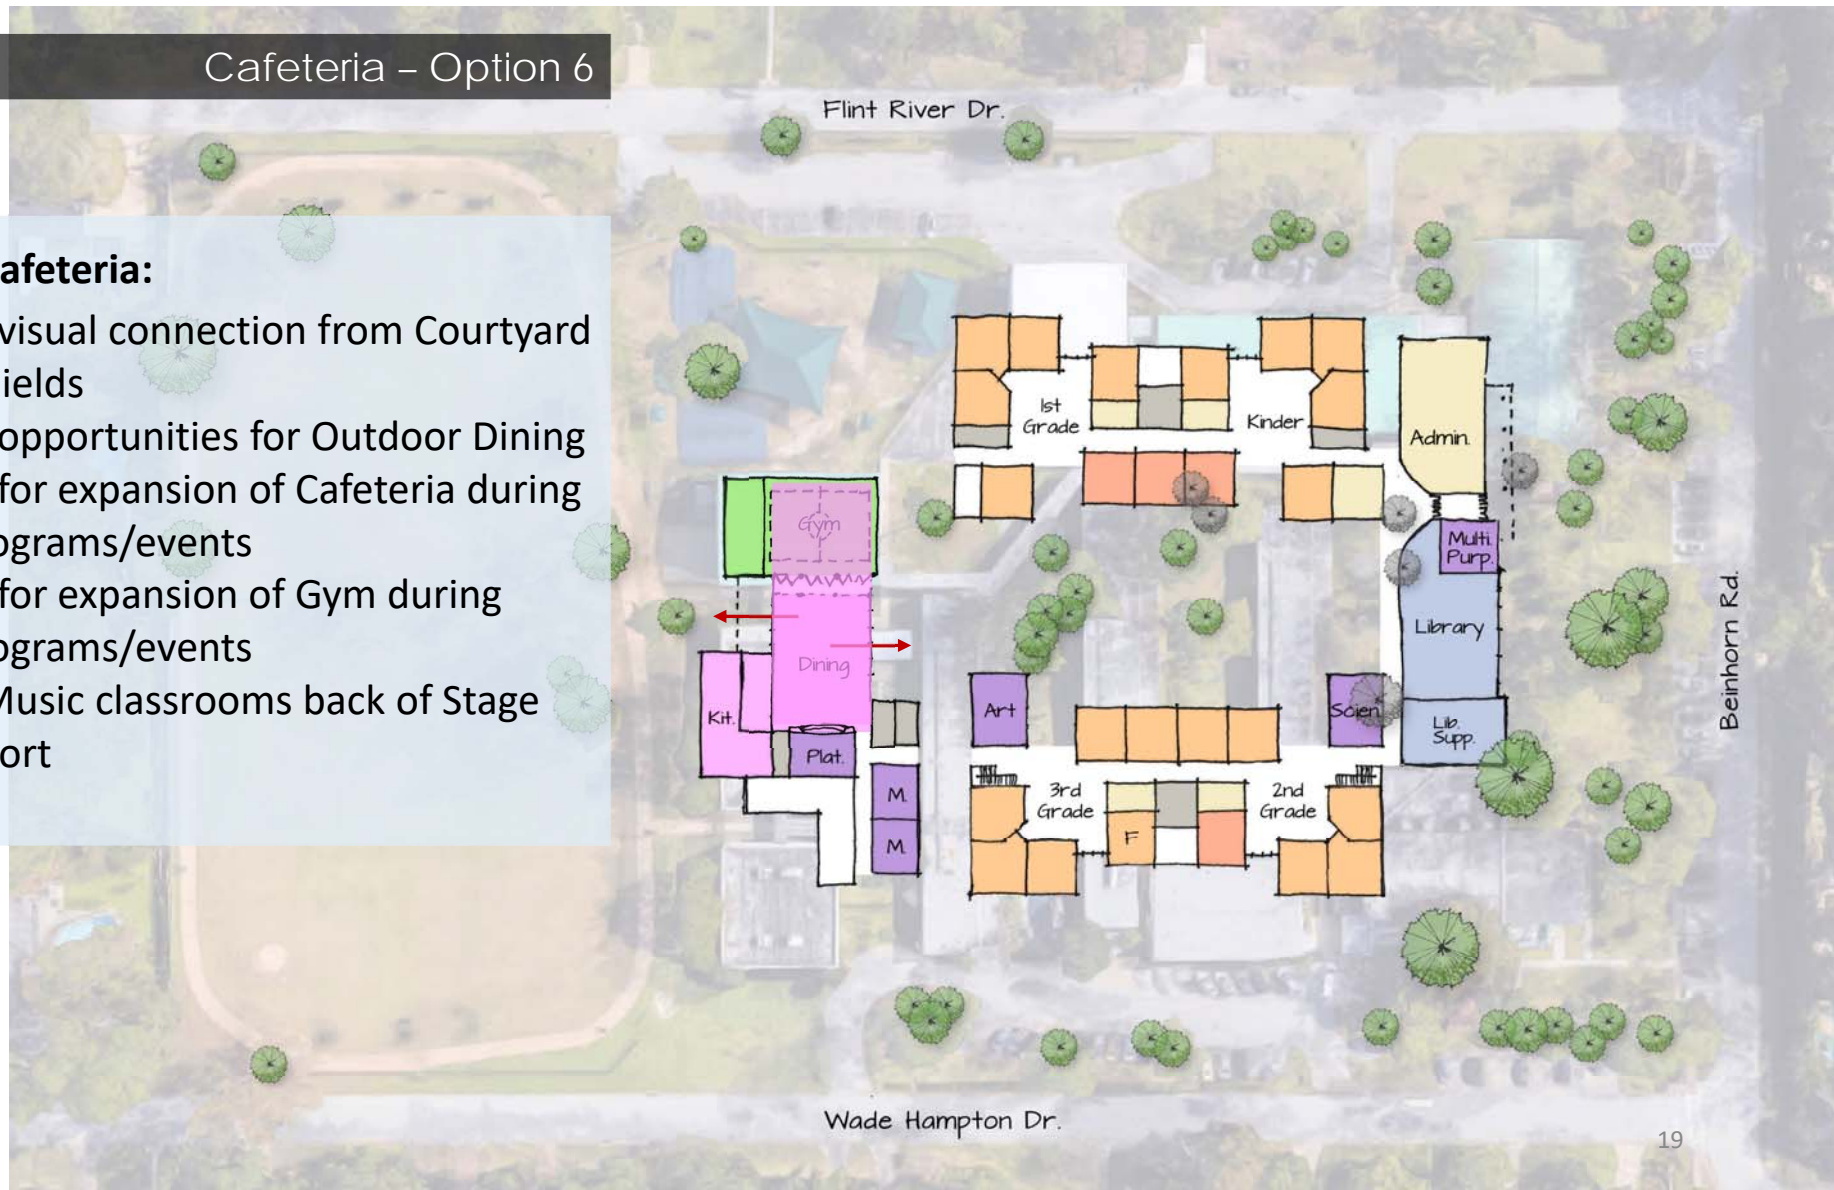 Cafeteria – Option 6
Flint River Dr.
afeteria:
visual connection from Courtyard
ields
opportunities for Outdoor Dining
for expansion of Cafeteria during
ograms/events
for expansion of Gym during
ograms/events
Music classrooms back of Stage
ort
1st
Grade
Kinder
Admin.
Gym
Multi.
Purp.
Library
Dining
Kit.
Plat.
Art
Scien.
Lib.
Supp.
M.
M.
3rd
Grade
F
2nd
Grade
Beinhorn Rd.
Wade Hampton Dr.
19